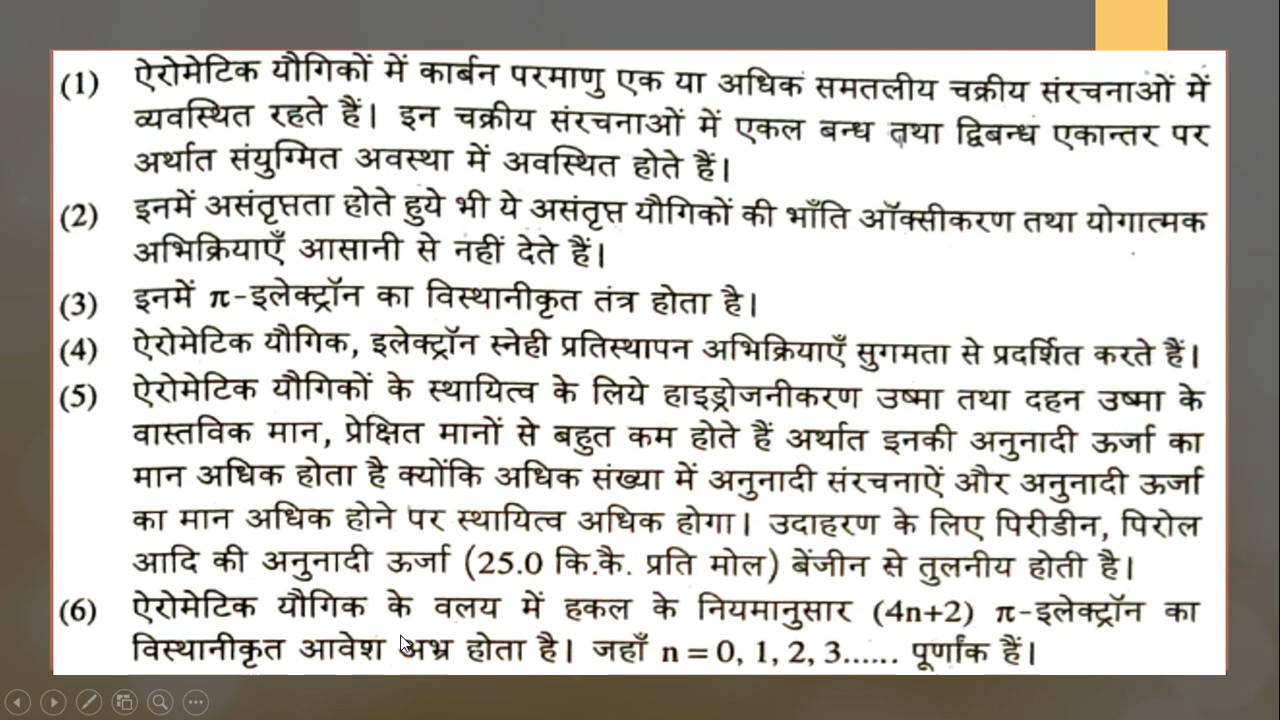 (1) ऐरोमेटिक यौगिकों में कार्बन परमाणु एक या अधिक समतलीय चक्रीय संरचनाओं में
व्यवस्थित रहते हैं। इन चक्रीय संरचनाओं में एकल बन्ध तथा द्विबन्ध एकान्तर पर
अर्थात संयुग्मित अवस्था में अवस्थित होते हैं।
(2) इनमें असंतृप्तता होते हुये भी ये असंतृप्त यौगिकों की भाँति ऑक्सीकरण तथा योगात्मक
अभिक्रियाएँ आसानी से नहीं देते हैं।
(3) इनमें π-इलेक्ट्रॉन का विस्थानीकृत तंत्र होता है।
(4) ऐरोमेटिक यौगिक, इलेक्ट्रॉन स्नेही प्रतिस्थापन अभिक्रियाएँ सुगमता से प्रदर्शित करते हैं।
(5) ऐरोमेटिक यौगिकों के स्थायित्व के लिये हाइड्रोजनीकरण उष्मा तथा दहन उष्मा के
वास्तविक मान, प्रेक्षित मानों से बहुत कम होते हैं अर्थात इनकी अनुनादी ऊर्जा का
मान अधिक होता है क्योंकि अधिक संख्या में अनुनादी संरचनाऐं और अनुनादी ऊर्जा
का मान अधिक होने पर स्थायित्व अधिक होगा। उदाहरण के लिए पिरीडीन, पिरोल
आदि की अनुनादी ऊर्जा (25.0 कि.कै. प्रति मोल) बेंजीन से तुलनीय होती है।
(6) ऐरोमेटिक यौगिक के वलय में हकल के नियमानुसार (4n+2) π-इलेक्ट्रॉन का
विस्थानीकृत आवेश अभ्र होता है। जहाँ n = 0, 1, 2, 3...... पूर्णांक हैं।